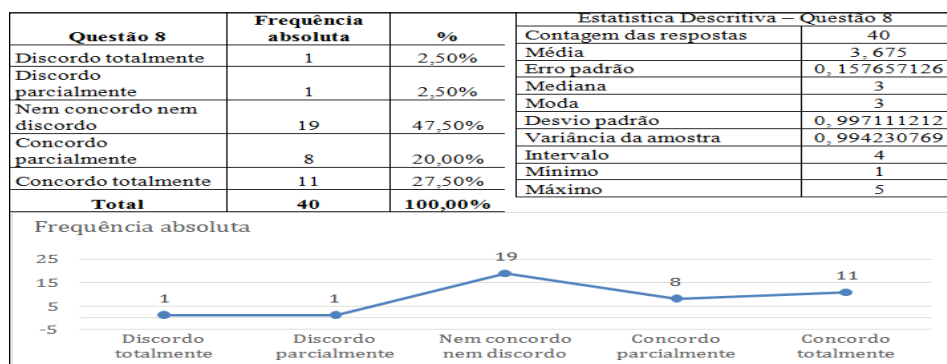 Questão 8 Frequência absoluta %
Discordo totalmente 1 2,50%
Discordo parcialmente 1 2,50%
Nem concordo nem discordo 19 47,50%
Concordo parcialmente 8 20,00%
Concordo totalmente 11 27,50%
Total 40 100,00%
Estatística Descritiva – Questão 8
Contagem das respostas 40
Média 3, 675
Erro padrão 0, 157657126
Mediana 3
Moda 3
Desvio padrão 0, 997111212
Variância da amostra 0, 994230769
Intervalo 4
Mínimo 1
Máximo 5
Frequência absoluta
25
15
5
-5
1
1
19
8
11
Discordo totalmente
Discordo parcialmente
Nem concordo nem discordo
Concordo parcialmente
Concordo totalmente